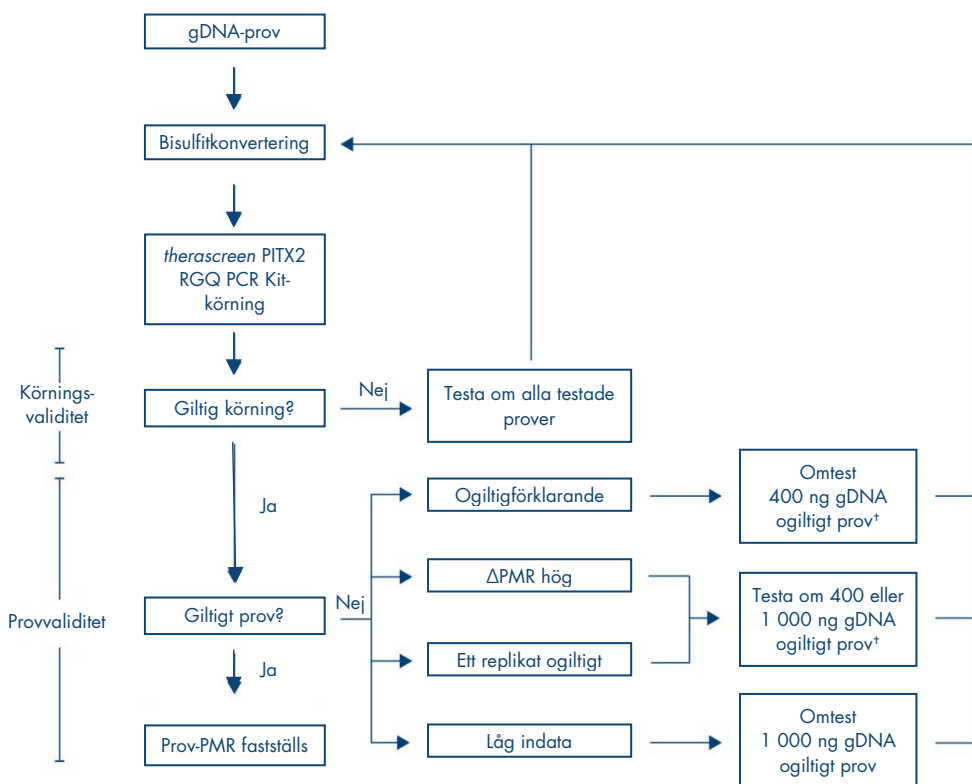 gDNA-prov
Bisulfitkonvertering
therascreen PITX2
RGQ PCR Kit-
körning
Körnings-
validitet
Giltig körning?
Nej
Testa om alla testade
prover
Ja
Ogiltigförklarande
Omtest
400 ng gDNA
ogiltigt prov†
ΔPMR hög
Testa om 400 eller
1 000 ng gDNA
ogiltigt prov†
Provvaliditet
Giltigt prov?
Nej
Ett replikat ogiltigt
Ja
Prov-PMR fastställs
Låg indata
Omtest
1 000 ng gDNA
ogiltigt prov